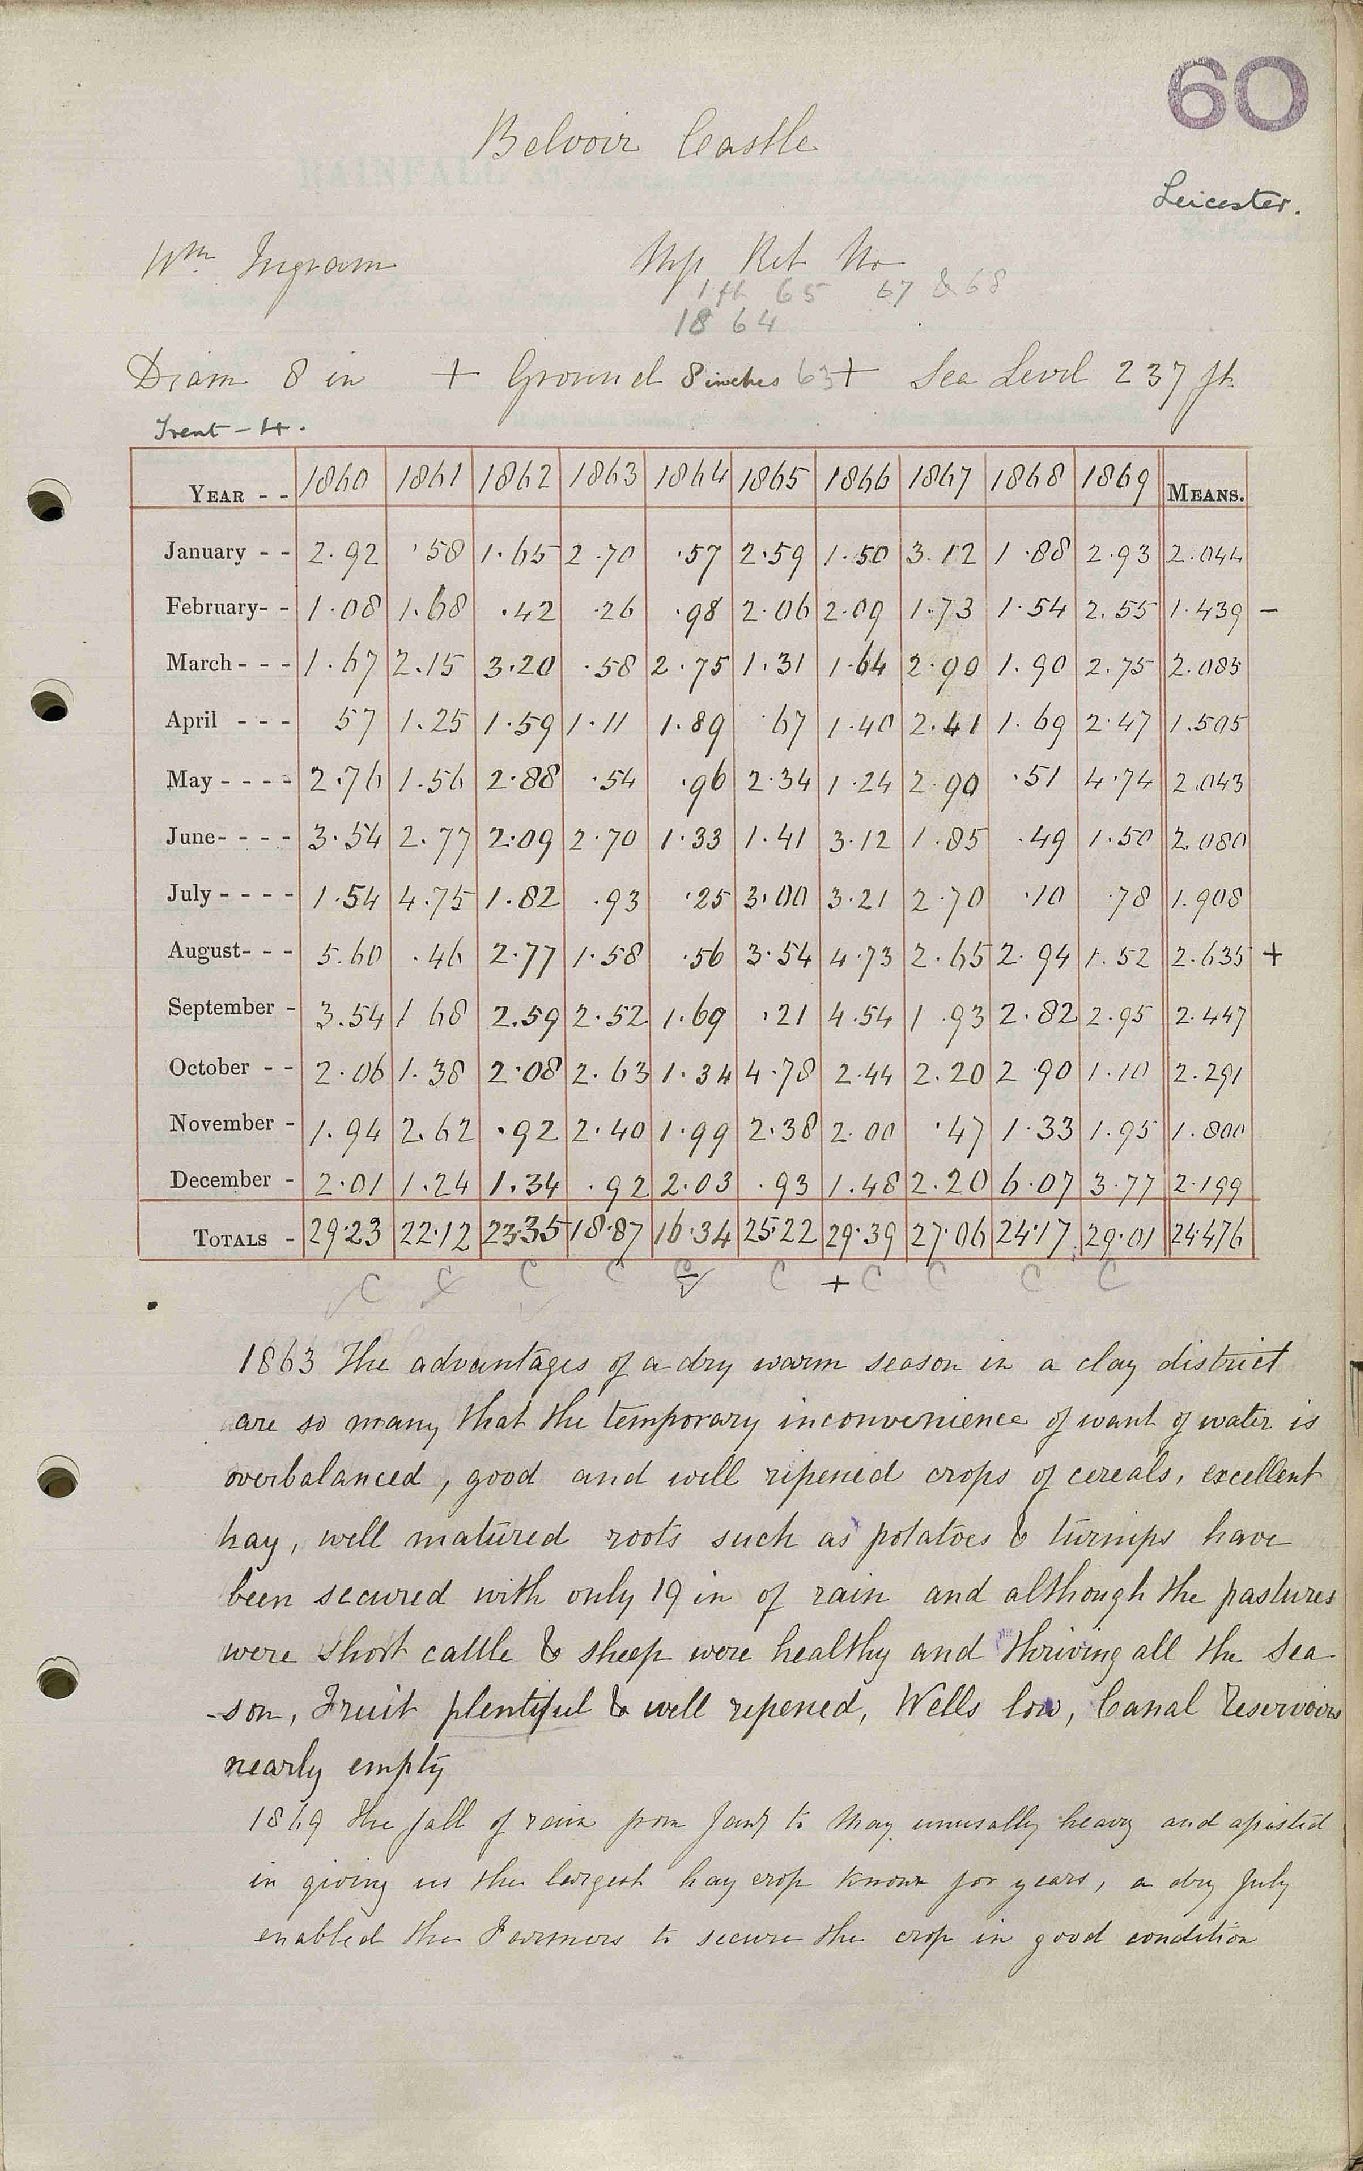 60
Belvoir Castle
Leicester.
Wm. Ingram
Ret No
1 ft 65 67 & 68
18 64
Diam 8 in + Ground 8 inches 63 + Sea Level 237 ft
Trent - 4.
YEAR - - 1860 1861 1862 1863 1864 1865 1866 1867 1868 1869 MEANS.
January - - 2.92 .58 1.65 2.70 .57 2.59 1.50 3.12 1.88 2.93 2.044
February- - 1.08 1.68 .42 .26 .98 2.06 2.09 1.73 1.54 2.55 1.439 -
March - - - 1.67 2.15 3.20 .58 2.75 1.31 1.64 2.90 1.90 2.75 2.085
April - - - 57 1.25 1.59 1.11 1.89 .67 1.40 2.41 1.69 2.47 1.505
May - - - - 2.76 1.56 2.88 .54 .96 2.34 1.24 2.90 .51 4.74 2.043
June- - - - 3.54 2.77 2.09 2.70 1.33 1.41 3.12 1.85 .49 1.50 2.080
July - - - - 1.54 4.75 1.82 .93 .25 3.00 3.21 2.70 .10 .78 1.908
August- - - 5.60 .46 2.77 1.58 .56 3.54 4.73 2.65 2.94 1.52 2.635 +
September - 3.54 1 68 2.59 2.52 1.69 .21 4.54 1.93 2.82 2.95 2.447
October - - 2.06 1.38 2.08 2.63 1.34 4.78 2.44 2.20 2 90 1.10 2.291
November - 1.94 2.62 .92 2.40 1.99 2.38 2.00 .47 1.33 1.95 1.800
December - 2.01 1.24 1.34 .92 2.03 .93 1.48 2.20 6.07 3.77 2.199
TOTALS - 29.23 22.12 23.35 18.87 16.34 25.22 29.39 27.06 24.17 29.01 24.476
C C C C C C + C C C C
1863 The advantages of a dry warm season in a clay district
are so many that the temporary inconvenience of want of water is
overbalanced, good and well ripened crops of cereals, excellent
hay, well matured roots such as potatoes & turnips have
been secured with only 19 in of rain and although the pastures
were short cattle & sheep were healthy and thriving all the Sea
-son, Fruit plentiful & well repened, Wells low, Canal Reservoirs
nearly empty
1869 The fall of rain from Jany to May unusally heavy and assisted
in giving us the largest hay crop known for years, a dry July
enabled the Farmers to secure the crop in good condition